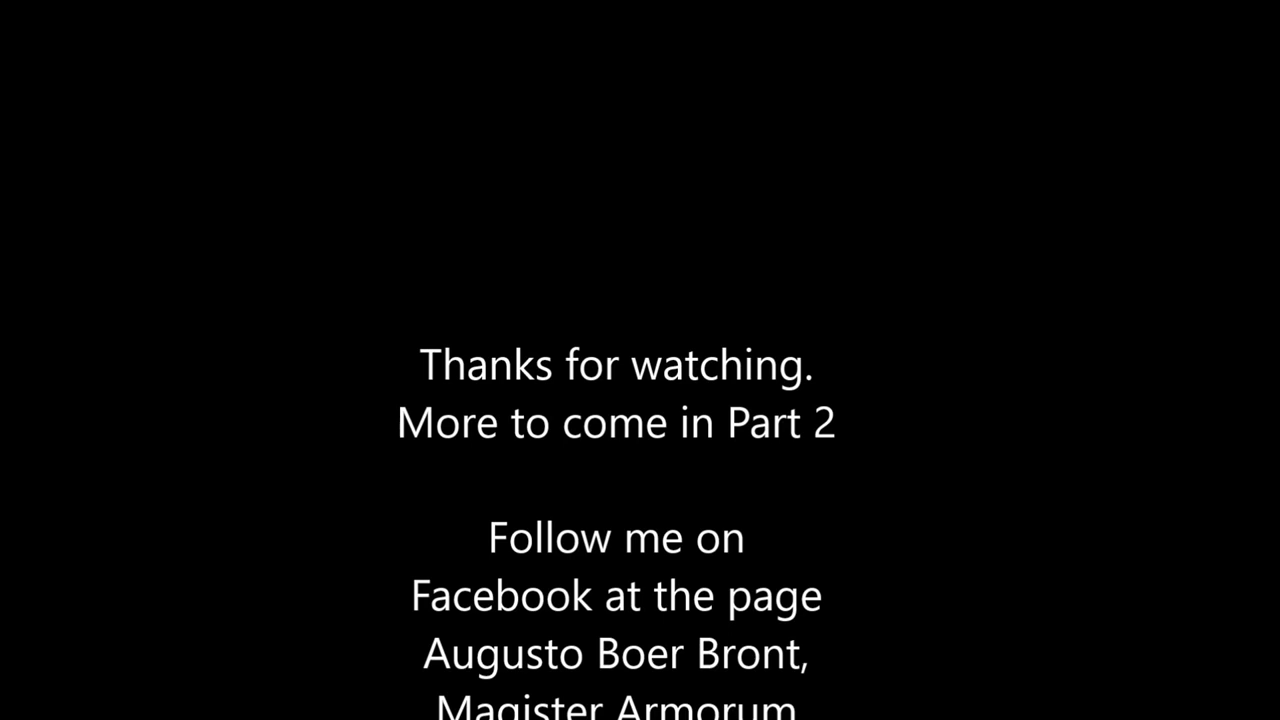 Thanks for watching.
More to come in Part 2
Follow me on
Facebook at the page
Augusto Boer Bront,
Magister Armorum